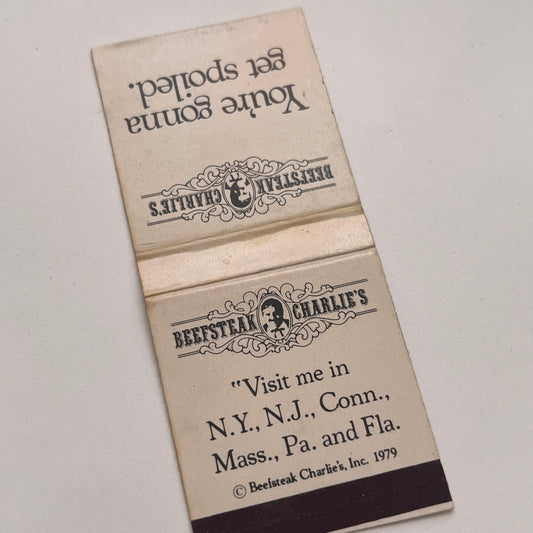 You're gonna
get spoiled.
BEEFSTEAK CHARLIE'S
BEEFSTEAK CHARLIE'S
"Visit me in
N.Y., N.J., Conn.,
Mass., Pa. and Fla.
© Beefsteak Charlie's, Inc. 1979